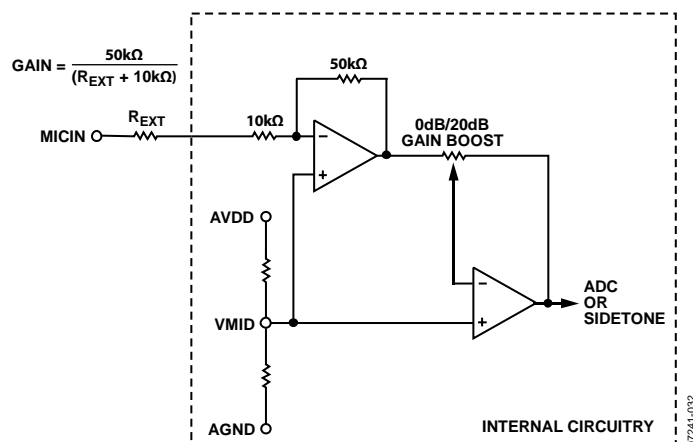 GAIN = 50kΩ
(REXT + 10kΩ)
50kΩ
MICIN
REXT
10kΩ
–
+
0dB/20dB
GAIN BOOST
AVDD
VMID
AGND
–
+
ADC
OR
SIDETONE
INTERNAL CIRCUITRY